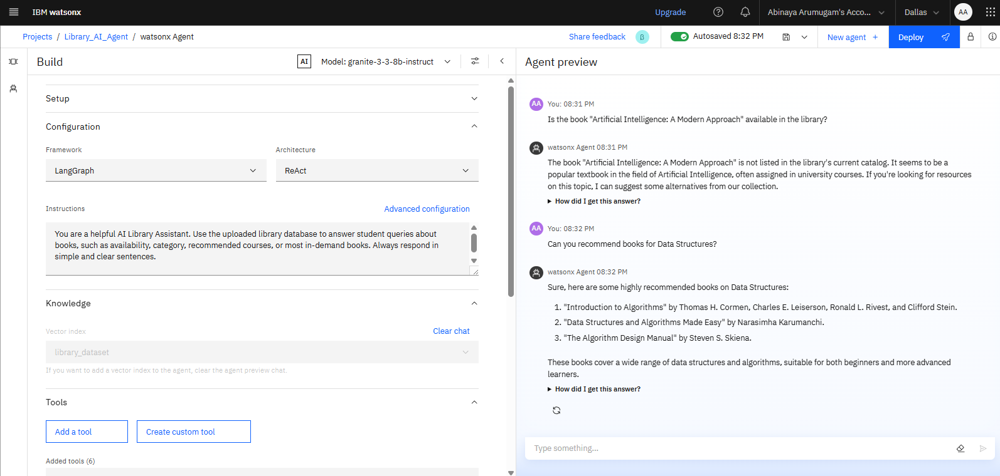 IBM watsonx
Upgrade
Abinaya Arumugam's Acco...
Dallas
AA
Projects / Library_AI_Agent / watsonx Agent
Share feedback
β
Autosaved 8:32 PM
New agent +
Deploy
Build
AI
Model: granite-3-3-8b-instruct
Setup
Configuration
Framework
Architecture
LangGraph
ReAct
Instructions
Advanced configuration
You are a helpful AI Library Assistant. Use the uploaded library database to answer student queries about
books, such as availability, category, recommended courses, or most in-demand books. Always respond in
simple and clear sentences.
Knowledge
Vector index
Clear chat
library_dataset
If you want to add a vector index to the agent, clear the agent preview chat.
Tools
Add a tool
Create custom tool
Added tools (6)
Agent preview
AA
You: 08:31 PM
Is the book "Artificial Intelligence: A Modern Approach" available in the library?
watsonx Agent 08:31 PM
The book "Artificial Intelligence: A Modern Approach" is not listed in the library's current catalog. It seems to be a
popular textbook in the field of Artificial Intelligence, often assigned in university courses. If you're looking for resources
on this topic, I can suggest some alternatives from our collection.
How did I get this answer?
AA
You: 08:32 PM
Can you recommend books for Data Structures?
watsonx Agent 08:32 PM
Sure, here are some highly recommended books on Data Structures:
1. "Introduction to Algorithms" by Thomas H. Cormen, Charles E. Leiserson, Ronald L. Rivest, and Clifford Stein.
2. "Data Structures and Algorithms Made Easy" by Narasimha Karumanchi.
3. "The Algorithm Design Manual" by Steven S. Skiena.
These books cover a wide range of data structures and algorithms, suitable for both beginners and more advanced
learners.
How did I get this answer?
Type something...